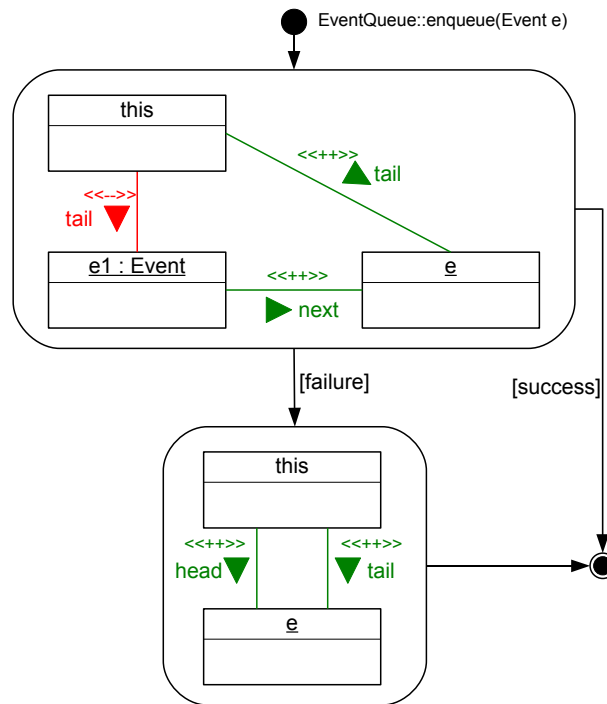 EventQueue::enqueue(Event e)
this
<<++>>
tail
<<-->>
tail
e1 : Event
<<++>>
e
next
[failure]
[success]
this
<<++>>
<<++>>
head
tail
e